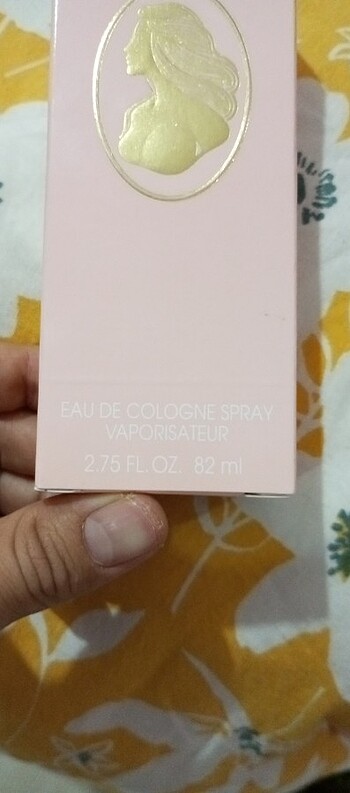 EAU DE COLOGNE SPRAY
VAPORISATEUR
2.75 FL. OZ. 82 ml